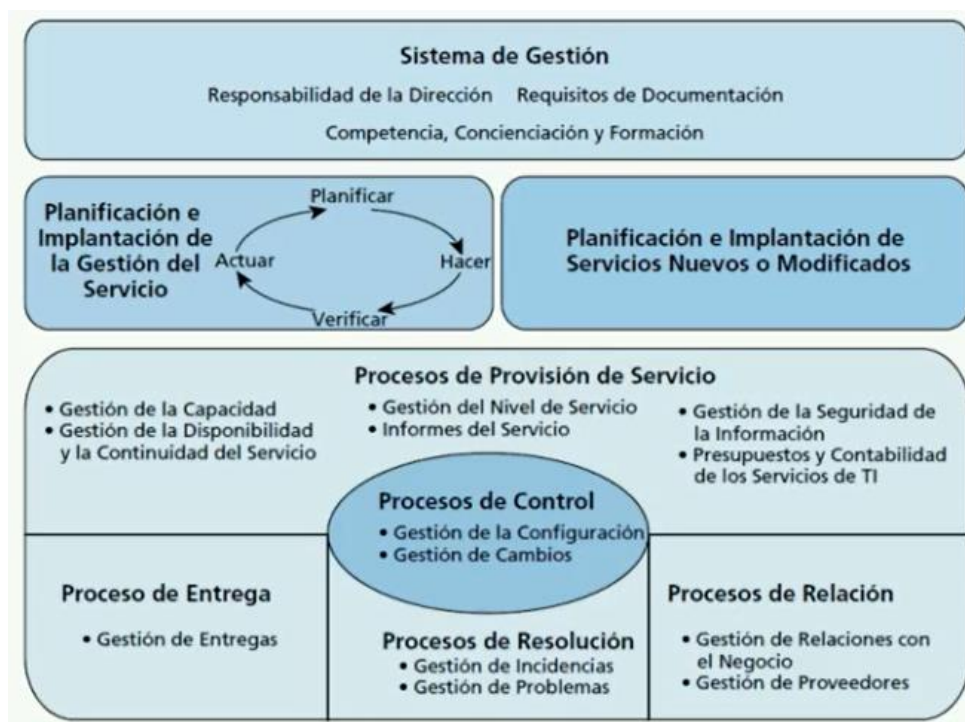 Sistema de Gestión
Responsabilidad de la Dirección Requisitos de Documentación
Competencia, Concienciación y Formación
Planificación e
Implantación de
la Gestión del
Servicio
Planificar
Hacer
Verificar
Actuar
Planificación e Implantación de
Servicios Nuevos o Modificados
Procesos de Provisión de Servicio
• Gestión de la Capacidad
• Gestión de la Disponibilidad
y la Continuidad del Servicio
• Gestión del Nivel de Servicio
• Informes del Servicio
• Gestión de la Seguridad de
la Información
• Presupuestos y Contabilidad
de los Servicios de TI
Procesos de Control
• Gestión de la Configuración
• Gestión de Cambios
Proceso de Entrega
• Gestión de Entregas
Procesos de Resolución
• Gestión de Incidencias
• Gestión de Problemas
Procesos de Relación
• Gestión de Relaciones con
el Negocio
• Gestión de Proveedores